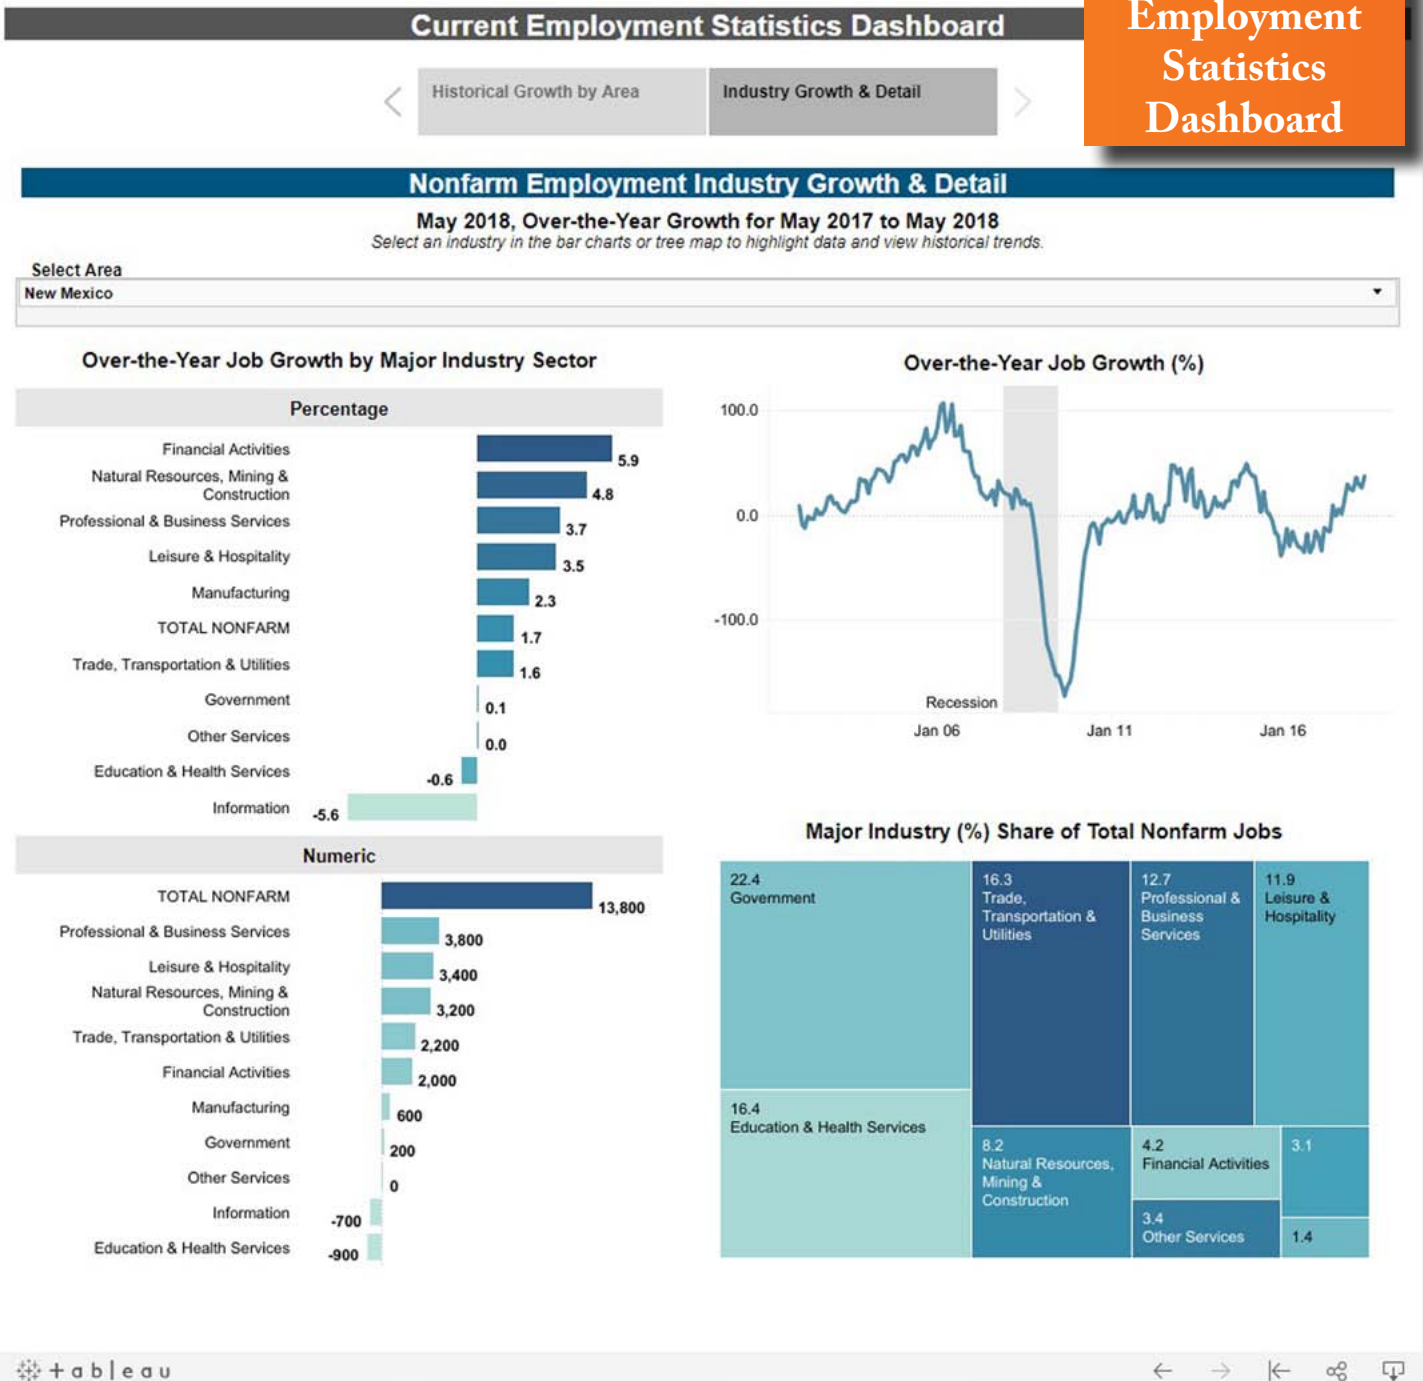 Current Employment Statistics Dashboard
Employment
Statistics
Dashboard
Historical Growth by Area
Industry Growth & Detail
Nonfarm Employment Industry Growth & Detail
May 2018, Over-the-Year Growth for May 2017 to May 2018
Select an industry in the bar charts or tree map to highlight data and view historical trends.
Select Area
New Mexico
Over-the-Year Job Growth by Major Industry Sector
Percentage
Financial Activities
5.9
Natural Resources, Mining &
Construction
4.8
Professional & Business Services
3.7
Leisure & Hospitality
3.5
Manufacturing
2.3
TOTAL NONFARM
1.7
Trade, Transportation & Utilities
1.6
Government
0.1
Other Services
0.0
Education & Health Services
-0.6
Information
-5.6
Numeric
TOTAL NONFARM
13,800
Professional & Business Services
3,800
Leisure & Hospitality
3,400
Natural Resources, Mining &
Construction
3,200
Trade, Transportation & Utilities
2,200
Financial Activities
2,000
Manufacturing
600
Government
200
Other Services
0
Information
-700
Education & Health Services
-900
Over-the-Year Job Growth (%)
100.0
0.0
-100.0
Recession
Jan 06
Jan 11
Jan 16
Major Industry (%) Share of Total Nonfarm Jobs
22.4
Government
16.4
Education & Health Services
16.3
Trade,
Transportation &
Utilities
12.7
Professional &
Business
Services
11.9
Leisure &
Hospitality
8.2
Natural Resources,
Mining &
Construction
4.2
Financial Activities
3.4
Other Services
3.1
1.4
+ a b | e a u